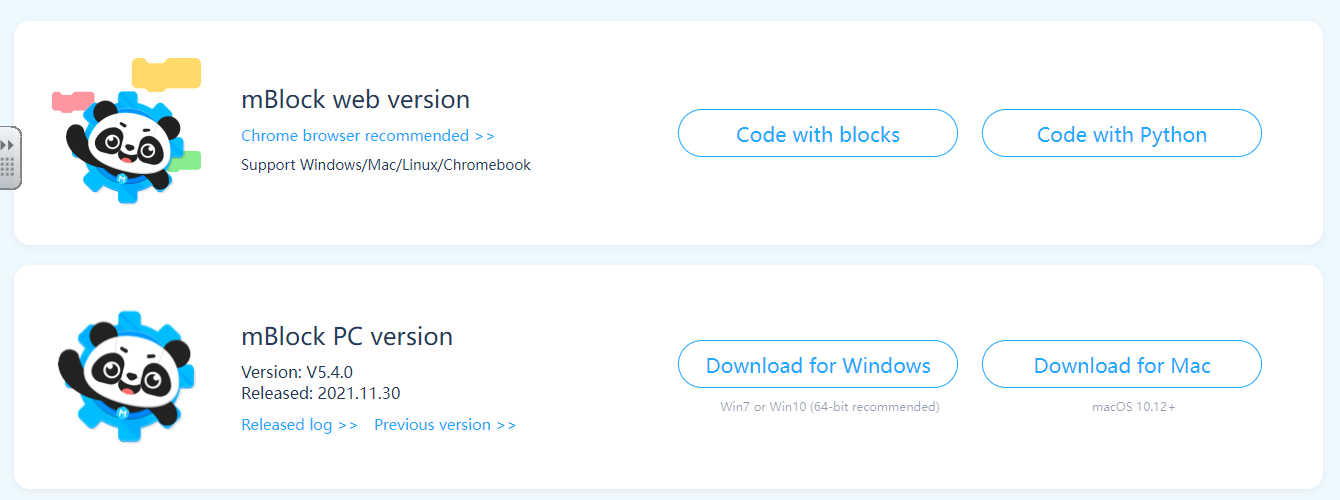 mBlock web version
Chrome browser recommended >>
Support Windows/Mac/Linux/Chromebook
Code with blocks
Code with Python
M
mBlock PC version
Version: V5.4.0
Released: 2021.11.30
Released log >> Previous version >>
Download for Windows
Win7 or Win10 (64-bit recommended)
Download for Mac
macOS 10.12+
M